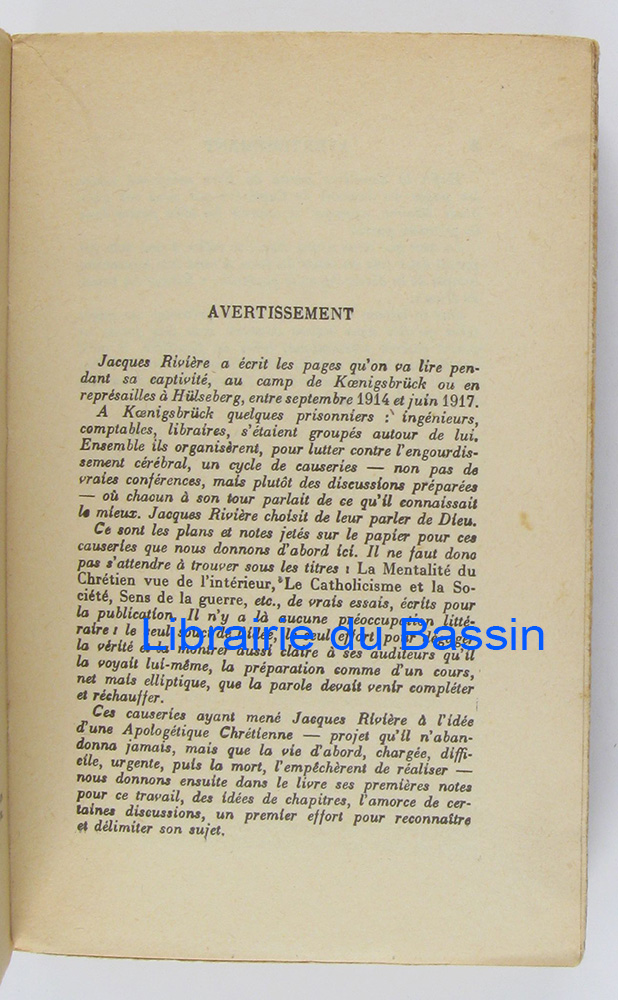 AVERTISSEMENT
Jacques Rivière a écrit les pages qu'on va lire pen-
dant sa captivité, au camp de Kœnigsbrück ou en
représailles à Hülseberg, entre septembre 1914 et juin 1917.
A Kœnigsbrück quelques prisonniers : ingénieurs,
comptables, libraires, s'étaient groupés autour de lui.
Ensemble ils organisèrent, pour lutter contre l'engourdis-
sement cérébral, un cycle de causeries — non pas de
vraies conférences, mais plutôt des discussions préparées
— où chacun à son tour parlait de ce qu'il connaissait
le mieux. Jacques Rivière choisit de leur parler de Dieu.
Ce sont les plans et notes jetés sur le papier pour ces
causeries que nous donnons d'abord ici. Il ne faut donc
pas s'attendre à trouver sous les titres : La Mentalité du
Chrétien vue de l'intérieur, Le Catholicisme et la So-
ciété, Sens de la guerre, etc., de vrais essais, écrits pour
la publication. Il n'y a là aucune préoccupation litté-
raire : le seul souci de l'idée, le seul effort pour dégager
la vérité et la montrer aussi claire à ses auditeurs qu'il
la voyait lui-même, la préparation comme d'un cours,
net mais elliptique, que la parole devait venir compléter
et réchauffer.
Ces causeries ayant mené Jacques Rivière à l'idée
d'une Apologétique Chrétienne — projet qu'il n'aban-
donna jamais, mais que la vie d'abord, chargée, diffi-
cile, urgente, puis la mort, l'empêchèrent de réaliser —
nous donnons ensuite dans le livre ses premières notes
pour ce travail, des idées de chapitres, l'amorce de cer-
taines discussions, un premier effort pour reconnaître
et délimiter son sujet.
Librairie du Bassin